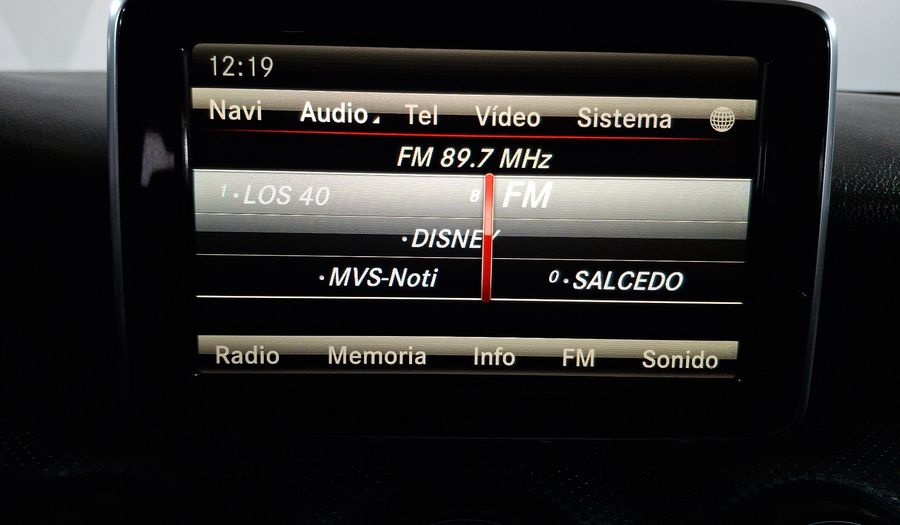 12:19
Navi Audio Tel Vídeo Sistema
FM 89.7 MHz
1·LOS 40 8 FM
·DISNEY
·MVS-Noti 0·SALCEDO
Radio Memoria Info FM Sonido